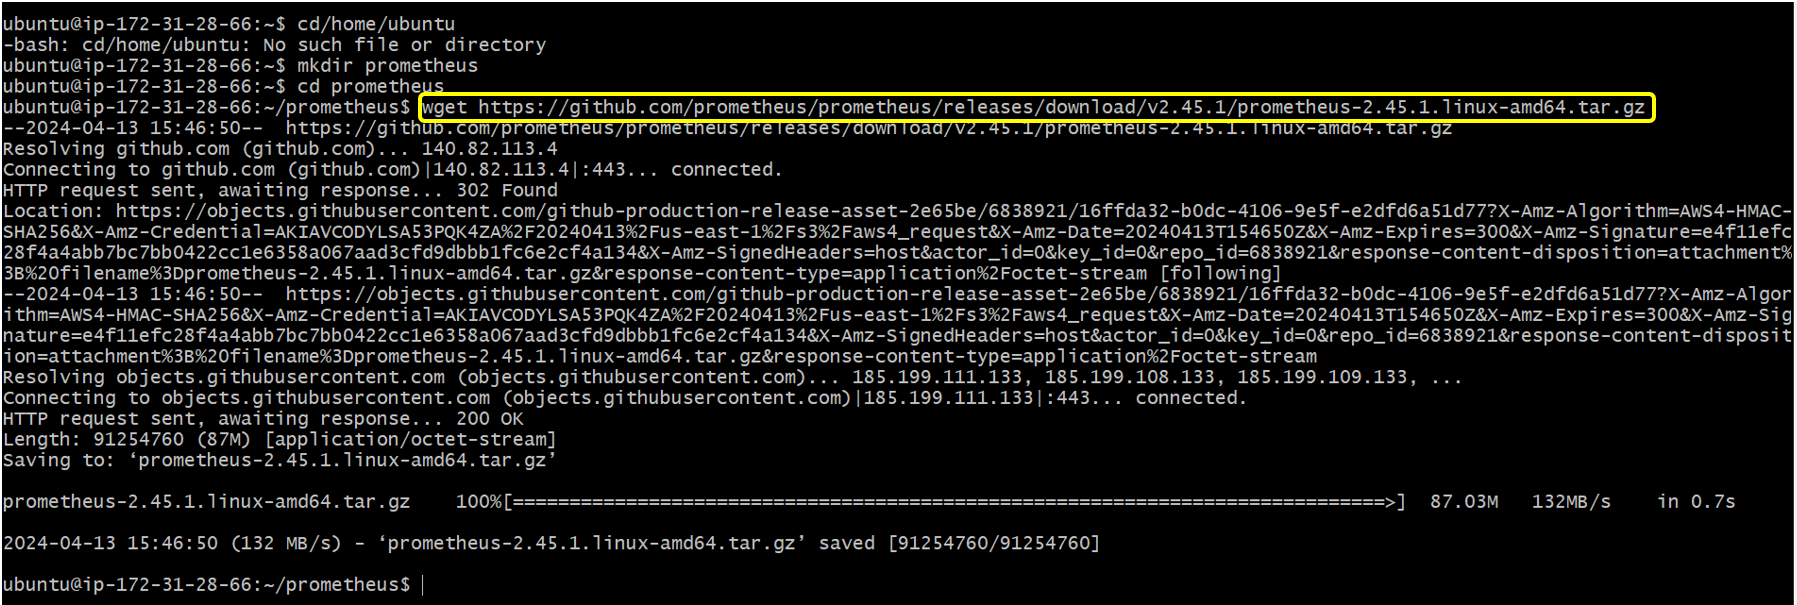 ubuntu@ip-172-31-28-66:~$ cd/home/ubuntu
-bash: cd/home/ubuntu: No such file or directory
ubuntu@ip-172-31-28-66:~$ mkdir prometheus
ubuntu@ip-172-31-28-66:~$ cd prometheus
ubuntu@ip-172-31-28-66:~/prometheus$ wget https://github.com/prometheus/prometheus/releases/download/v2.45.1/prometheus-2.45.1.linux-amd64.tar.gz
--2024-04-13 15:46:50--  https://github.com/prometheus/prometheus/releases/download/v2.45.1/prometheus-2.45.1.linux-amd64.tar.gz
Resolving github.com (github.com)... 140.82.113.4
Connecting to github.com (github.com)|140.82.113.4|:443... connected.
HTTP request sent, awaiting response... 302 Found
Location: https://objects.githubusercontent.com/github-production-release-asset-2e65be/6838921/16ffda32-b0dc-4106-9e5f-e2dfd6a51d77?X-Amz-Algorithm=AWS4-HMAC-
SHA256&X-Amz-Credential=AKIAVCODYLSA53PQK4ZA%2F20240413%2Fus-east-1%2Fs3%2Faws4_request&X-Amz-Date=20240413T154650Z&X-Amz-Expires=300&X-Amz-Signature=e4f11efc
28f4a4abb7bc7bb0422cc1e6358a067aad3cfd9dbbb1fc6e2cf4a134&X-Amz-SignedHeaders=host&actor_id=0&key_id=0&repo_id=6838921&response-content-disposition=attachment%
3B%20filename%3Dprometheus-2.45.1.linux-amd64.tar.gz&response-content-type=application%2Foctet-stream [following]
--2024-04-13 15:46:50--  https://objects.githubusercontent.com/github-production-release-asset-2e65be/6838921/16ffda32-b0dc-4106-9e5f-e2dfd6a51d77?X-Amz-Algor
ithm=AWS4-HMAC-SHA256&X-Amz-Credential=AKIAVCODYLSA53PQK4ZA%2F20240413%2Fus-east-1%2Fs3%2Faws4_request&X-Amz-Date=20240413T154650Z&X-Amz-Expires=300&X-Amz-Sig
nature=e4f11efc28f4a4abb7bc7bb0422cc1e6358a067aad3cfd9dbbb1fc6e2cf4a134&X-Amz-SignedHeaders=host&actor_id=0&key_id=0&repo_id=6838921&response-content-disposit
ion=attachment%3B%20filename%3Dprometheus-2.45.1.linux-amd64.tar.gz&response-content-type=application%2Foctet-stream
Resolving objects.githubusercontent.com (objects.githubusercontent.com)... 185.199.111.133, 185.199.108.133, 185.199.109.133, ...
Connecting to objects.githubusercontent.com (objects.githubusercontent.com)|185.199.111.133|:443... connected.
HTTP request sent, awaiting response... 200 OK
Length: 91254760 (87M) [application/octet-stream]
Saving to: ‘prometheus-2.45.1.linux-amd64.tar.gz’
prometheus-2.45.1.linux-amd64.tar.gz    100%[=============================================================================>]  87.03M   132MB/s    in 0.7s
2024-04-13 15:46:50 (132 MB/s) - ‘prometheus-2.45.1.linux-amd64.tar.gz’ saved [91254760/91254760]
ubuntu@ip-172-31-28-66:~/prometheus$